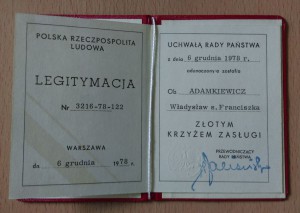 POLSKA RZECZPOSPOLITA
LUDOWA
LEGITYMACJA
Nr 3216-78-122
WARSZAWA
dn. 6 grudnia 1978 r.
UCHWAŁĄ RADY PAŃSTWA
z dnia 6 grudnia 1978 r.
odznaczony został
Ob ADAMKIEWICZ
Władysław s. Franciszka
ZŁOTYM
KRZYŻEM ZASŁUGI
PRZEWODNICZĄCY
RADY PAŃSTWA